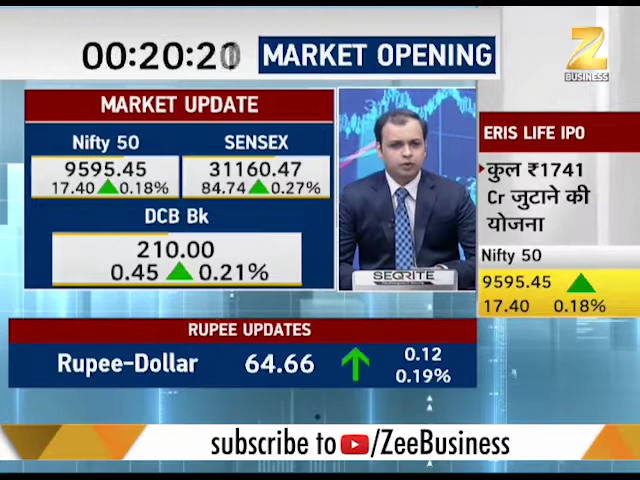 00:20:20
MARKET OPENING
Z
BUSINESS
MARKET UPDATE
Nifty 50
9595.45
17.40 ▲ 0.18%
SENSEX
31160.47
84.74 ▲ 0.27%
DCB Bk
210.00
0.45 ▲ 0.21%
SEQRITE
ERIS LIFE IPO
कुल ₹1741
Cr जुटाने की
योजना
Nifty 50
9595.45 ▲
17.40 0.18%
RUPEE UPDATES
Rupee-Dollar 64.66 ↑ 0.12
0.19%
subscribe to /ZeeBusiness